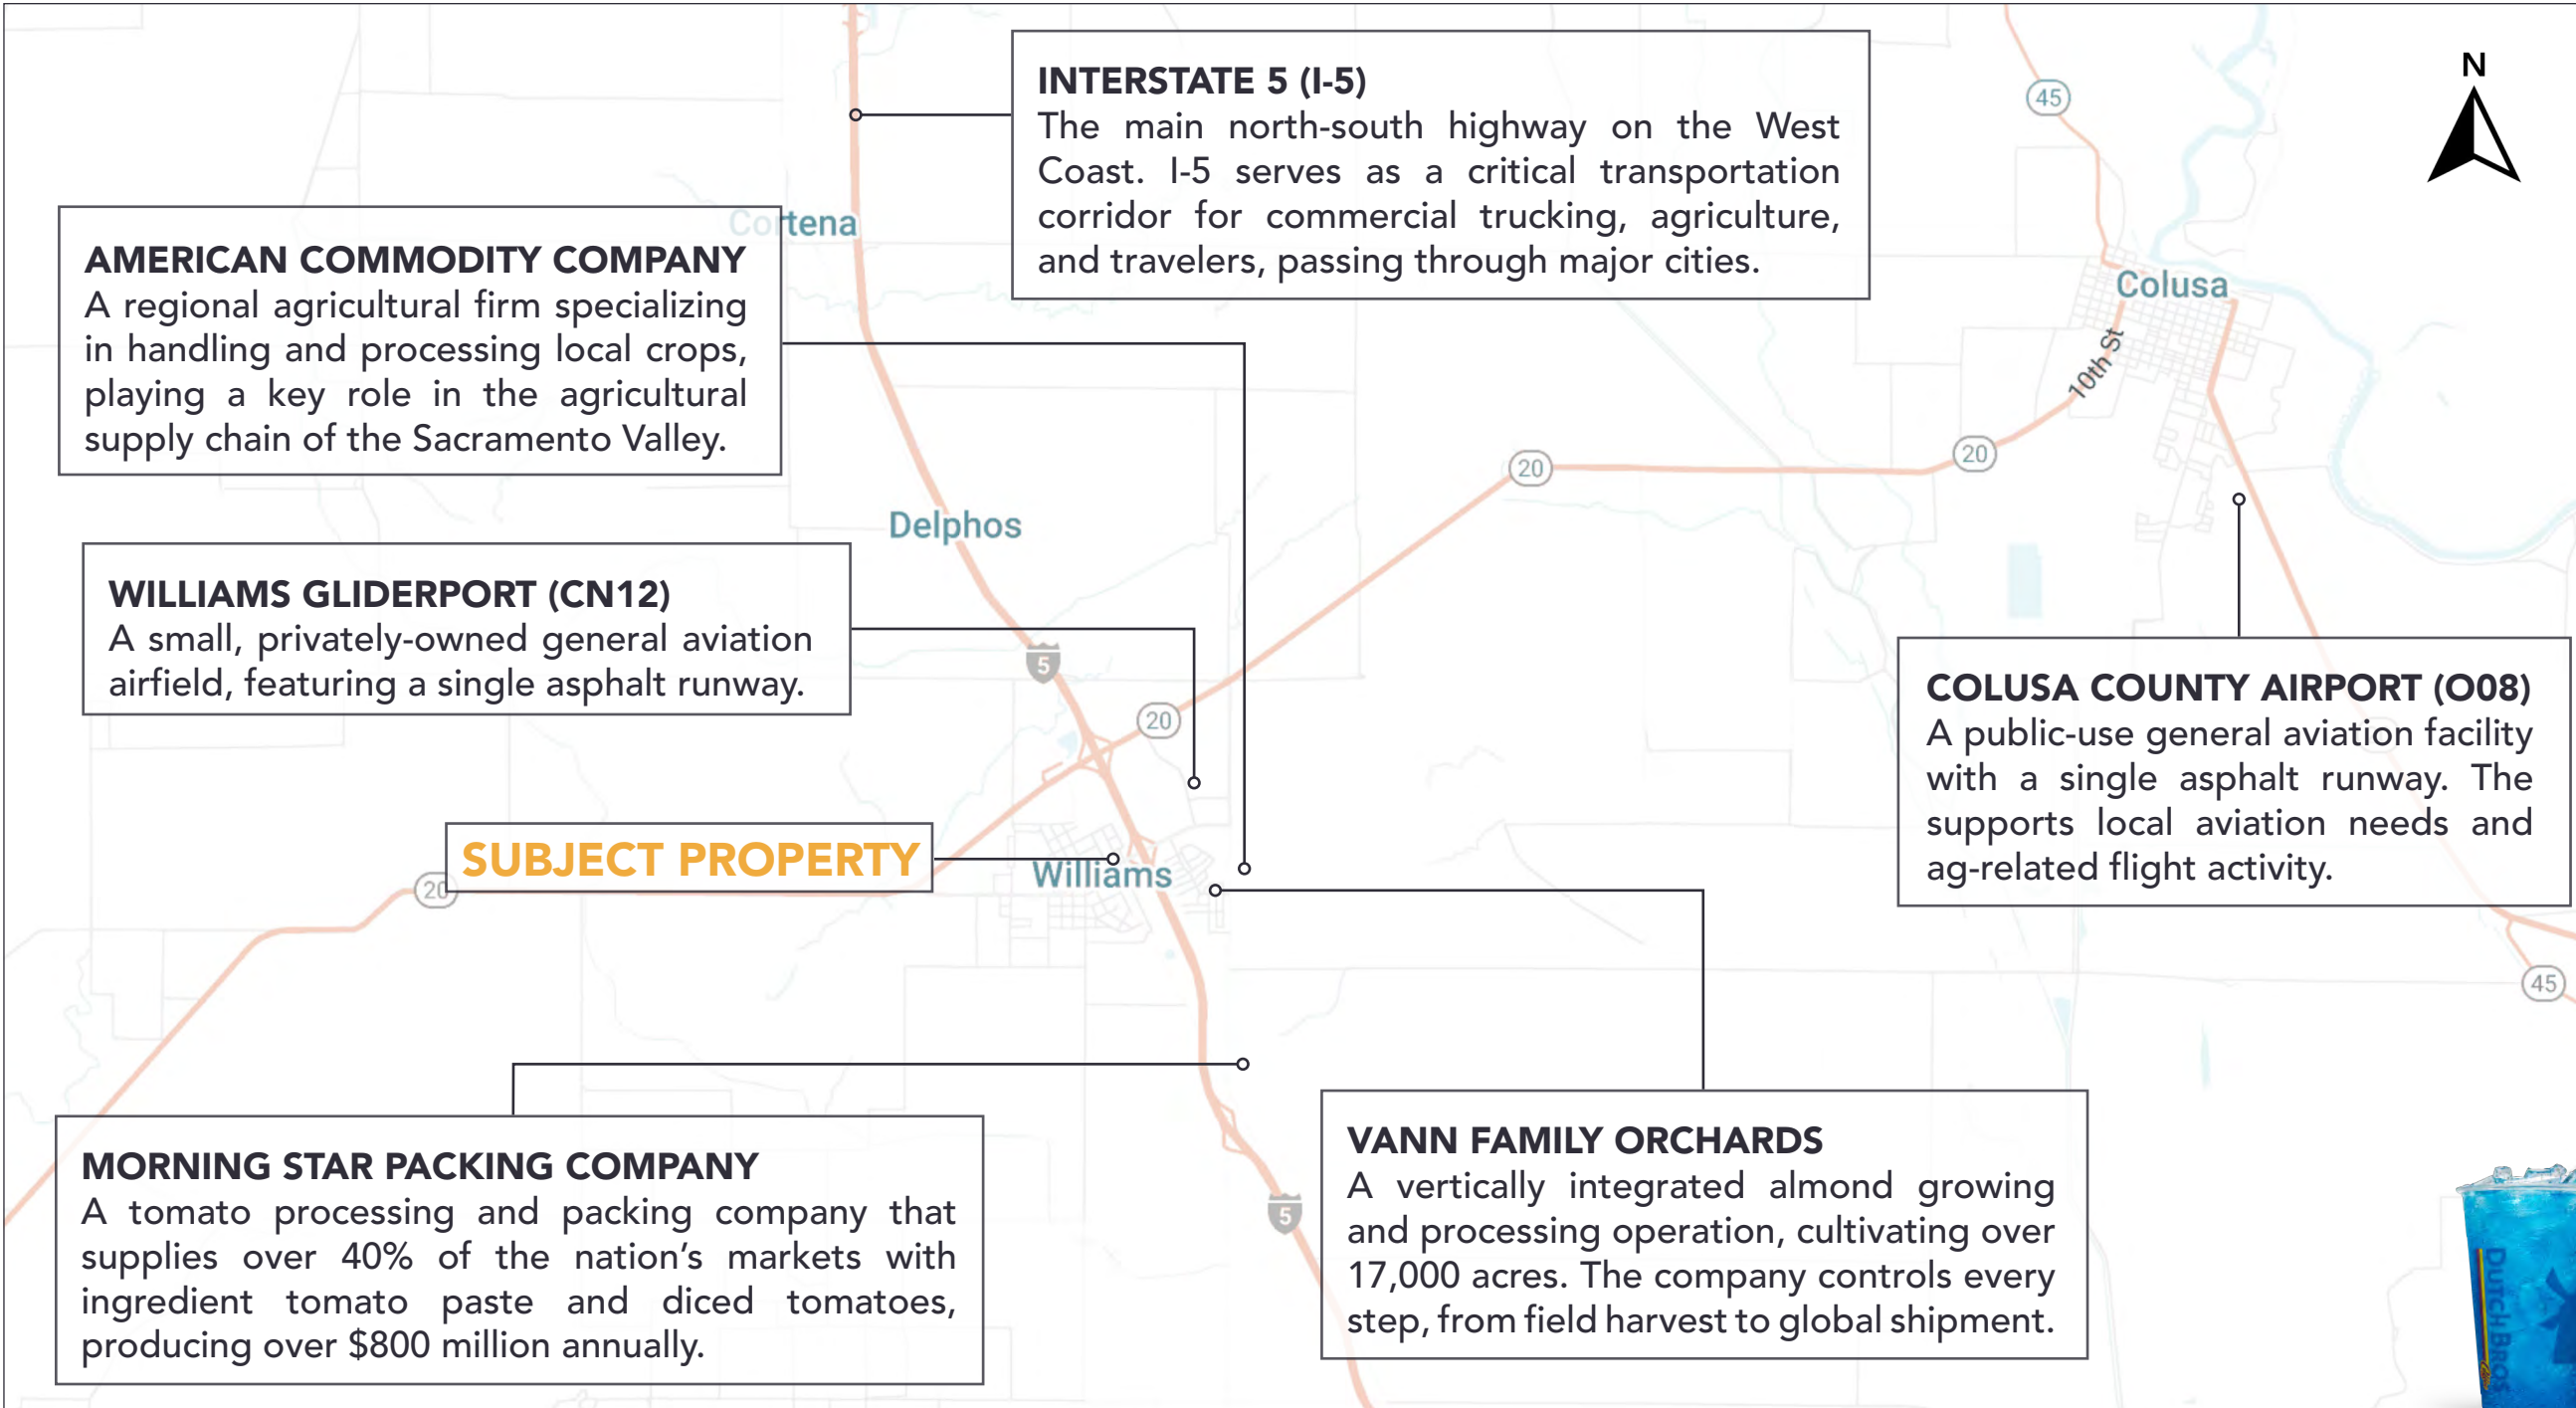 INTERSTATE 5 (I-5)
The main north-south highway on the West
Coast. I-5 serves as a critical transportation
corridor for commercial trucking, agriculture,
and travelers, passing through major cities.
N
45
Cortena
AMERICAN COMMODITY COMPANY
A regional agricultural firm specializing
in handling and processing local crops,
playing a key role in the agricultural
supply chain of the Sacramento Valley.
Colusa
10th St
20
20
Delphos
WILLIAMS GLIDERPORT (CN12)
A small, privately-owned general aviation
airfield, featuring a single asphalt runway.
5
20
COLUSA COUNTY AIRPORT (O08)
A public-use general aviation facility
with a single asphalt runway. The
supports local aviation needs and
ag-related flight activity.
SUBJECT PROPERTY
Williams
20
45
MORNING STAR PACKING COMPANY
A tomato processing and packing company that
supplies over 40% of the nation's markets with
ingredient tomato paste and diced tomatoes,
producing over $800 million annually.
5
VANN FAMILY ORCHARDS
A vertically integrated almond growing
and processing operation, cultivating over
17,000 acres. The company controls every
step, from field harvest to global shipment.
DUTCH BROS